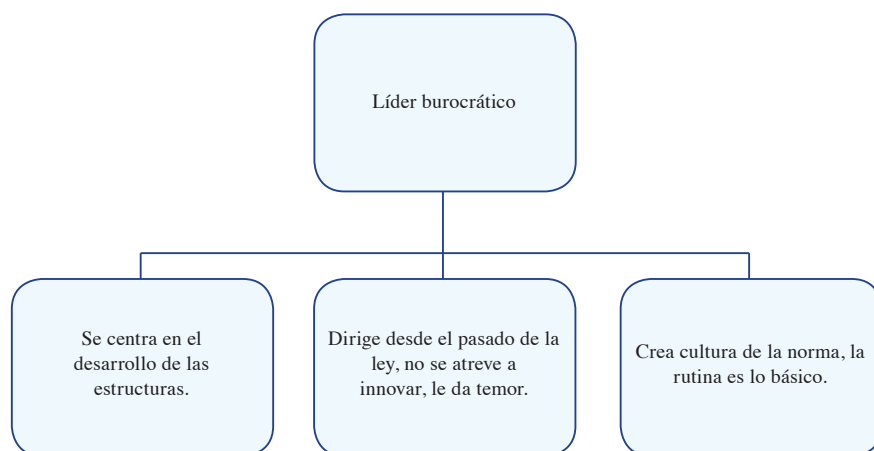 Líder burocrático
Se centra en el
desarrollo de las
estructuras.
Dirige desde el pasado de la
ley, no se atreve a
innovar, le da temor.
Crea cultura de la norma, la
rutina es lo básico.